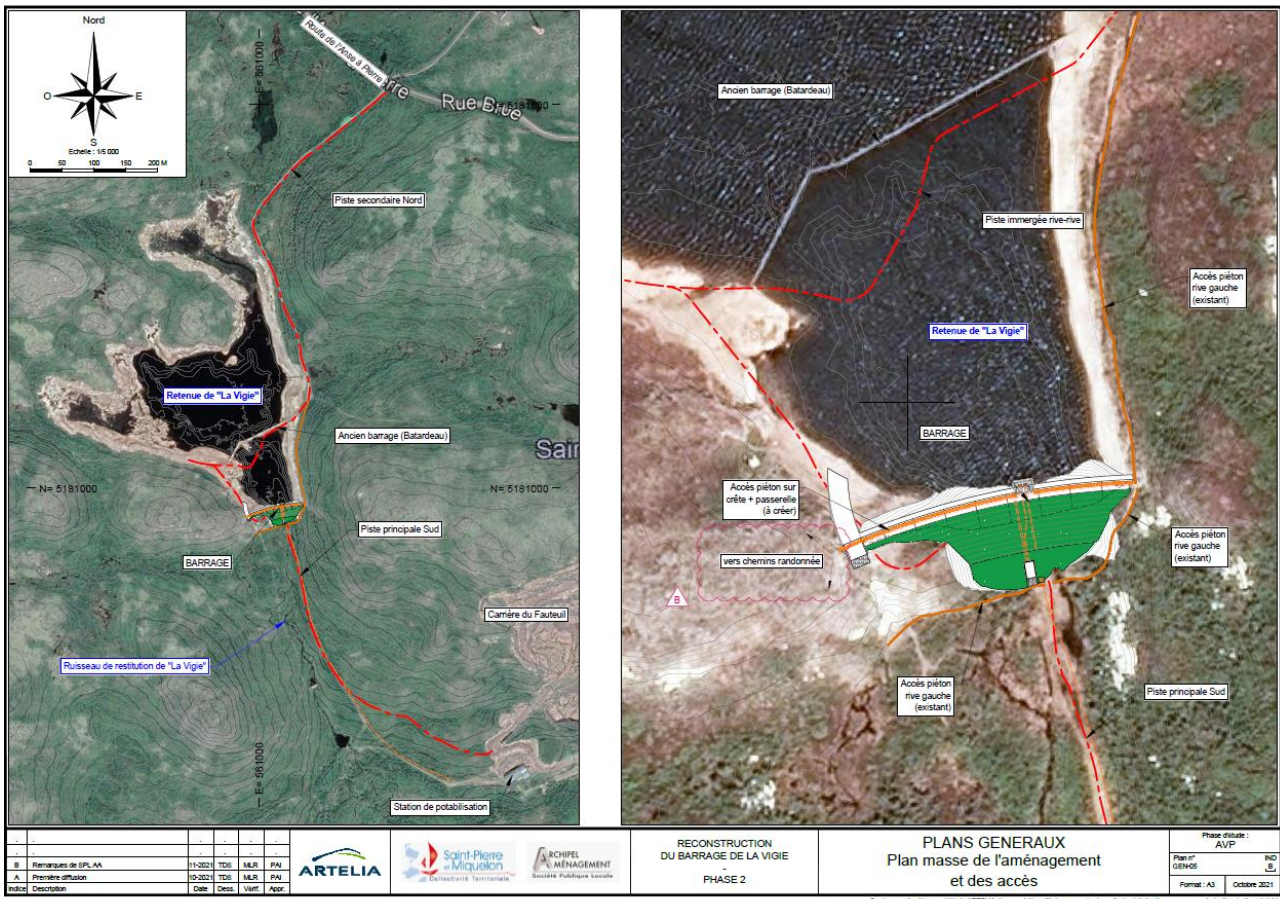 Nord
O
E
S
Echelle : 1/5 000
0 50 100 150 200 M
Route de l'Anse à Pierre
Rue Brue
E= 561000
N= 5181500
Piste secondaire Nord
Retenue de "La Vigie"
Ancien barrage (Batardeau)
Sain
N= 5181000
N= 5181000
Piste principale Sud
BARRAGE
Carrière du Fauteuil
Ruisseau de restitution de "La Vigie"
E= 561000
Station de potabilisation
Ancien barrage (Batardeau)
Piste immergée rive-rive
Accès piéton
rive gauche
(existant)
Retenue de "La Vigie"
BARRAGE
Accès piéton sur
crête + passerelle
(à créer)
vers chemins randonnée
B
Accès piéton
rive gauche
(existant)
Accès piéton
rive gauche
(existant)
Piste principale Sud
B Remarques de SPL AA 11-2021 TDS MLR PAI
A Première diffusion 10-2021 TDS MLR PAI
Indice Description Date Dess. Vérif. Appr.
ARTELIA
Saint-Pierre
et Miquelon
Collectivité Territoriale
ARCHIPEL
AMÉNAGEMENT
Société Publique Locale
RECONSTRUCTION
DU BARRAGE DE LA VIGIE
-
PHASE 2
PLANS GENERAUX
Plan masse de l'aménagement
et des accès
Phase d'étude :
AVP
Plan n° IND
GEN-05 B
Format : A3 Octobre 2021